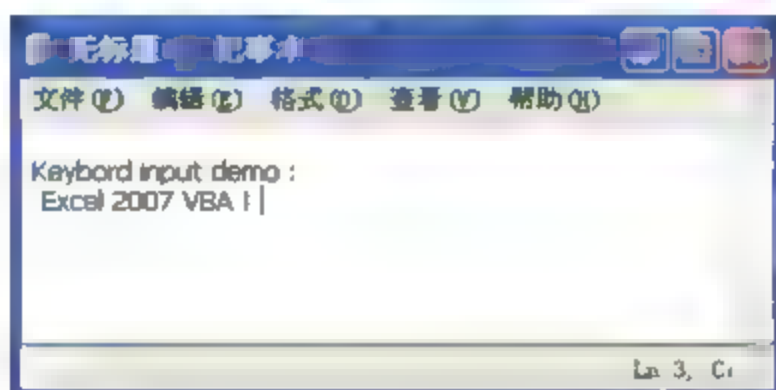 无标题 - 记事本
文件(F) 编辑(E) 格式(O) 查看(V) 帮助(H)
Keybord input demo :
Excel 2007 VBA !
Ln 3, C